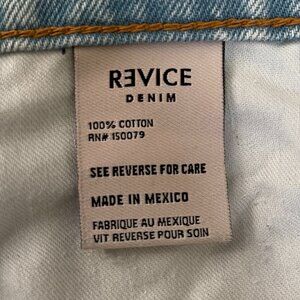 REVICE
DENIM
100% COTTON
RN# 150079
SEE REVERSE FOR CARE
MADE IN MEXICO
FABRIQUE AU MEXIQUE
VIT REVERSE POUR SOIN